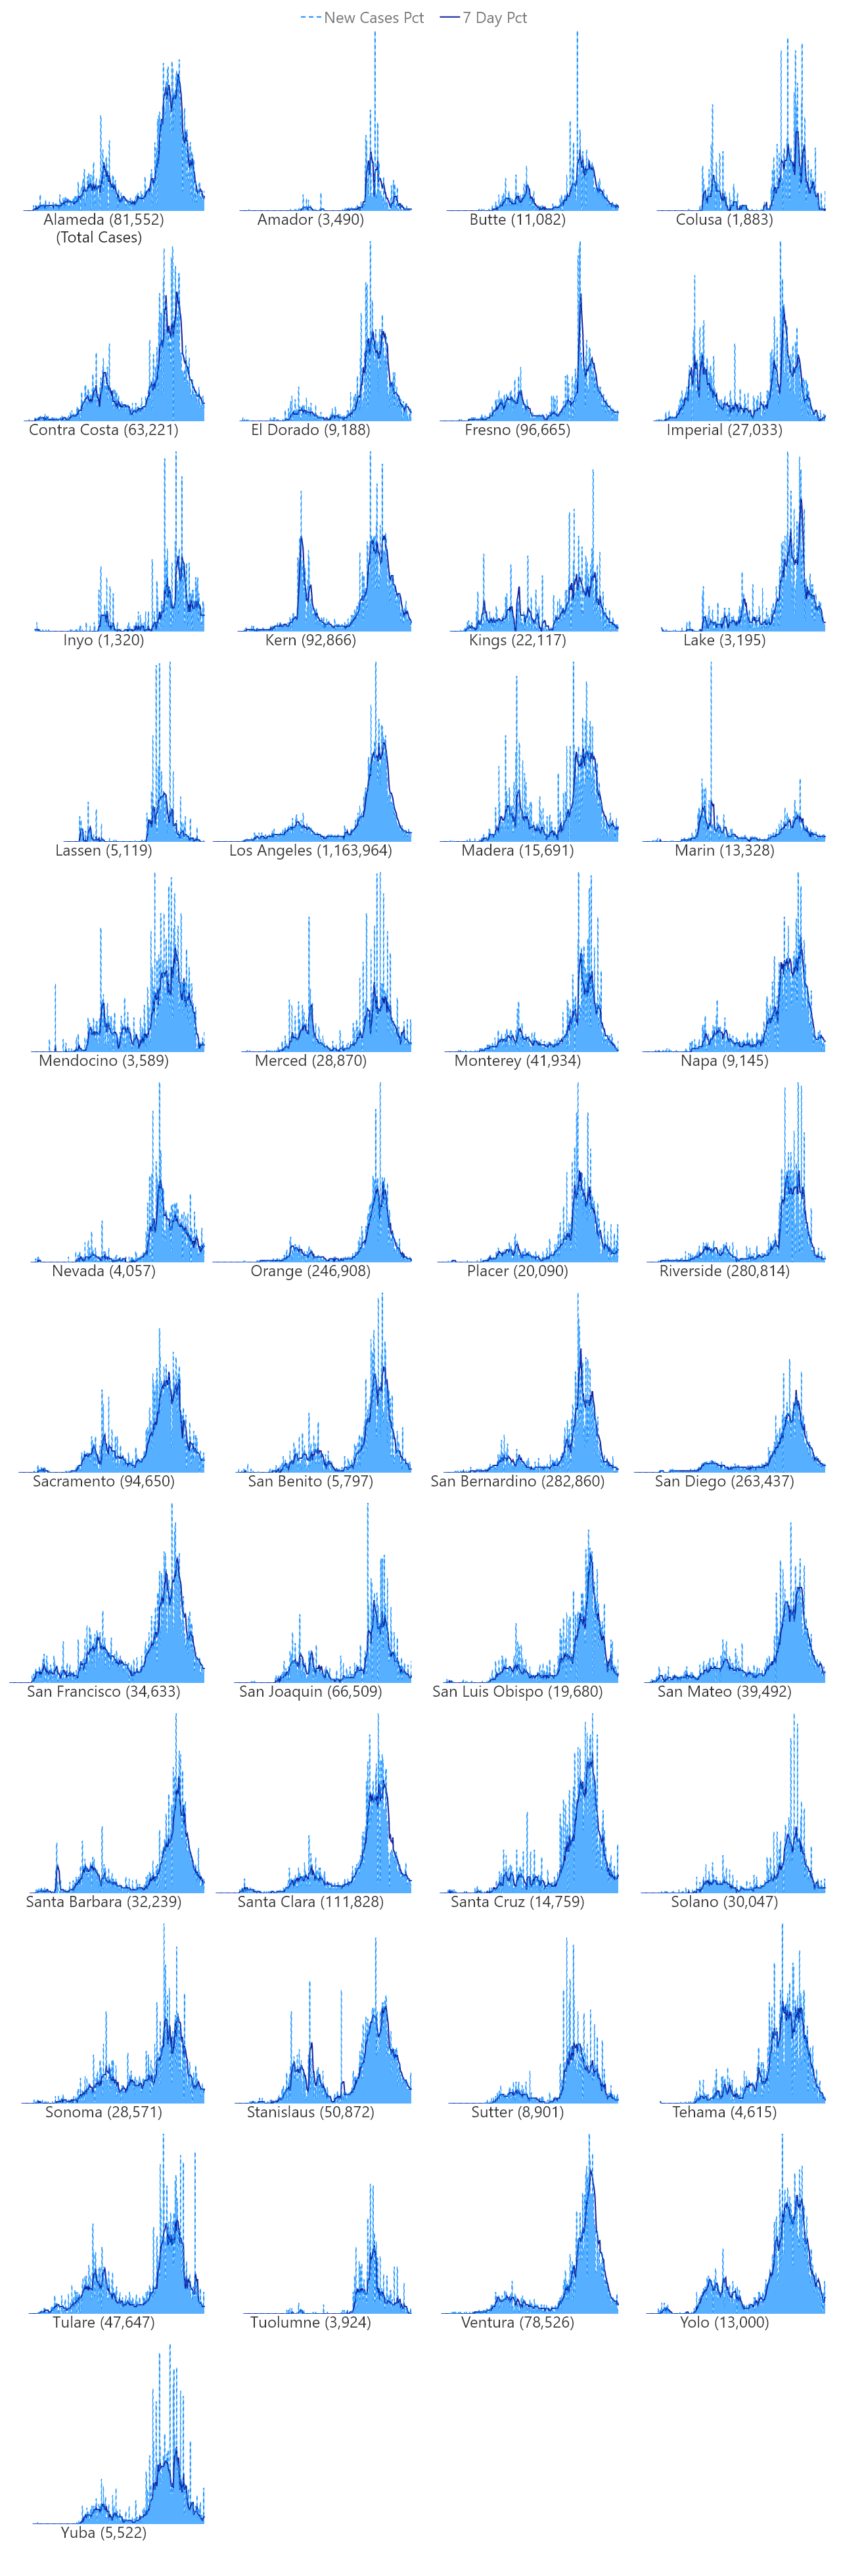 New Cases Pct 7 Day Pct
Alameda (81,552) Amador (3,490) Butte (11,082) Colusa (1,883)
(Total Cases)
Contra Costa (63,221) El Dorado (9,188) Fresno (96,665) Imperial (27,033)
Inyo (1,320) Kern (92,866) Kings (22,117) Lake (3,195)
Lassen (5,119) Los Angeles (1,163,964) Madera (15,691) Marin (13,328)
Mendocino (3,589) Merced (28,870) Monterey (41,934) Napa (9,145)
Nevada (4,057) Orange (246,908) Placer (20,090) Riverside (280,814)
Sacramento (94,650) San Benito (5,797) San Bernardino (282,860) San Diego (263,437)
San Francisco (34,633) San Joaquin (66,509) San Luis Obispo (19,680) San Mateo (39,492)
Santa Barbara (32,239) Santa Clara (111,828) Santa Cruz (14,759) Solano (30,047)
Sonoma (28,571) Stanislaus (50,872) Sutter (8,901) Tehama (4,615)
Tulare (47,647) Tuolumne (3,924) Ventura (78,526) Yolo (13,000)
Yuba (5,522)